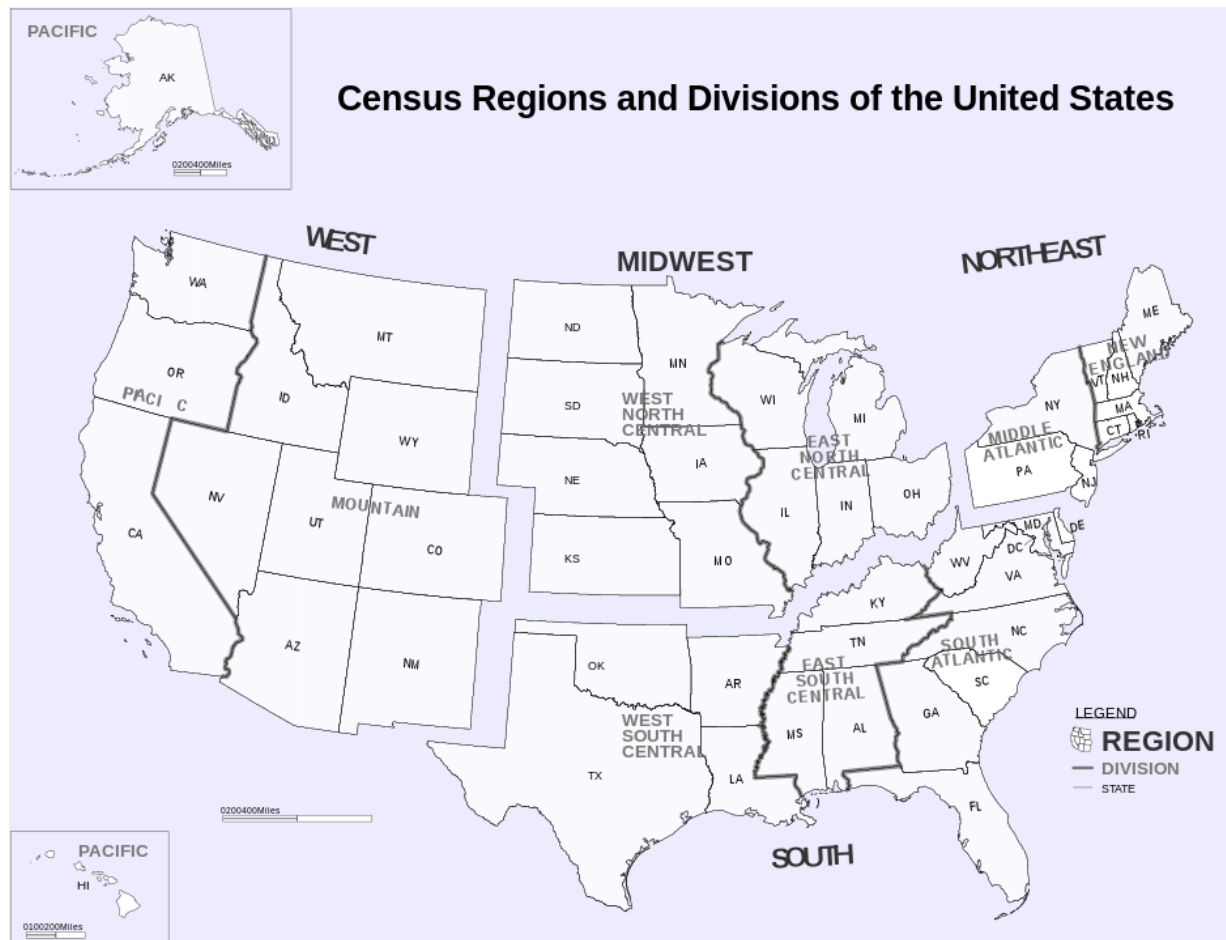 PACIFIC
AK
0200400Miles
Census Regions and Divisions of the United States
WEST
MIDWEST
NORTHEAST
WA
MT
OR
ID
PACI C
WY
NV
UT
MOUNTAIN
CO
CA
AZ
NM
ND
MN
SD
WEST
NORTH
CENTRAL
IA
NE
KS
MO
WI
MI
EAST
NORTH
CENTRAL
IL
IN
OH
ME
NEW
ENGLAND
VT
NH
MA
CT
RI
NY
MIDDLE
ATLANTIC
PA
NJ
MD
DE
WV
DC
VA
KY
NC
TN
SOUTH
ATLANTIC
SC
EAST
SOUTH
CENTRAL
GA
MS
AL
FL
OK
AR
WEST
SOUTH
CENTRAL
TX
LA
SOUTH
LEGEND
REGION
DIVISION
STATE
0200400Miles
PACIFIC
HI
0100200Miles